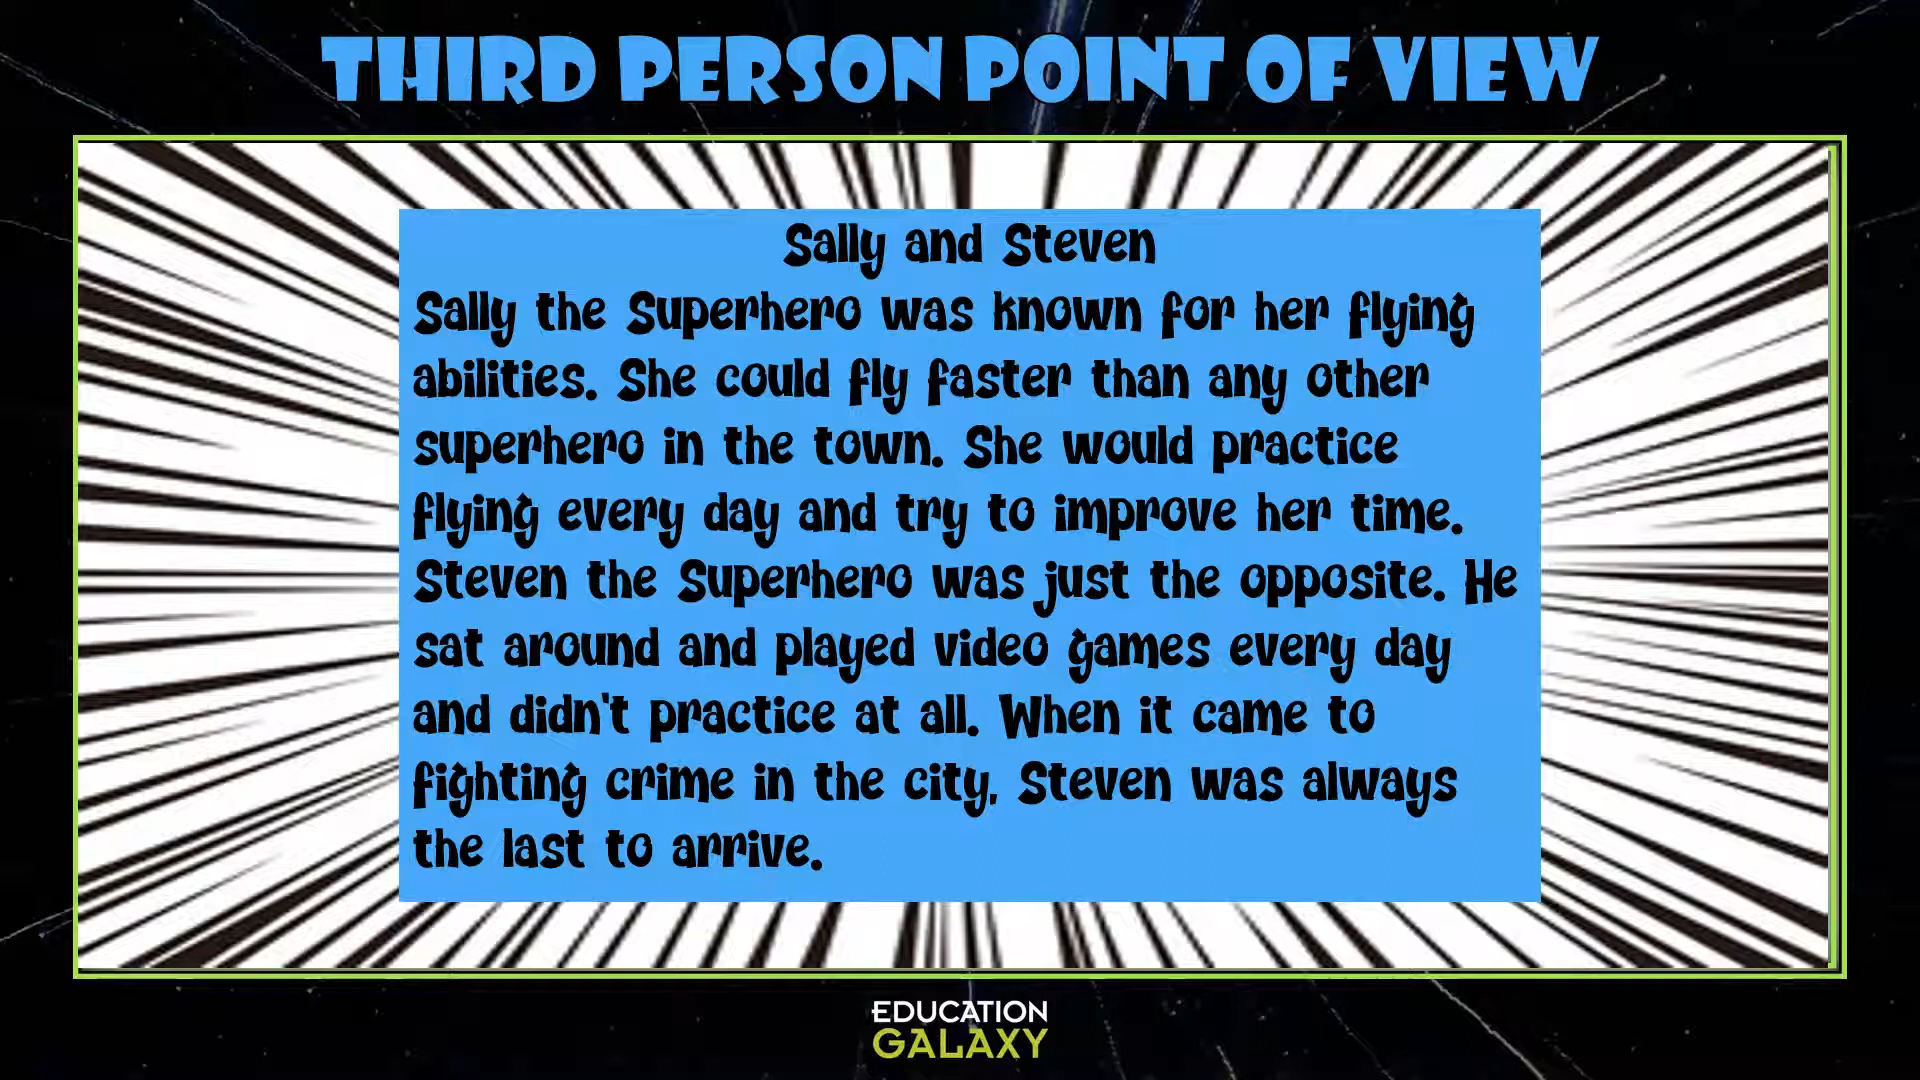 THIRD PERSON POINT OF VIEW
Sally and Steven
Sally the Superhero was known for her flying
abilities. She could fly faster than any other
superhero in the town. She would practice
flying every day and try to improve her time.
Steven the Superhero was just the opposite. He
sat around and played video games every day
and didn't practice at all. When it came to
fighting crime in the city, Steven was always
the last to arrive.
EDUCATION
GALAXY